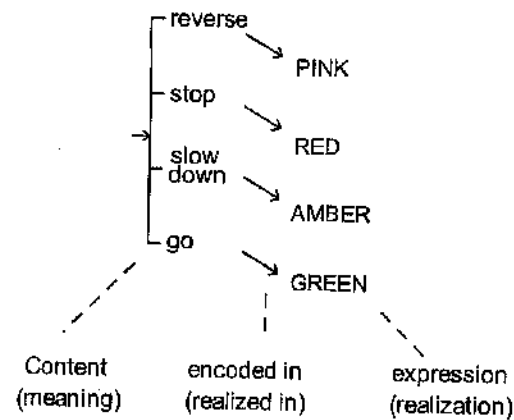 reverse
PINK
stop
RED
slow
down
AMBER
go
GREEN
Content
(meaning)
encoded in
(realized in)
expression
(realization)